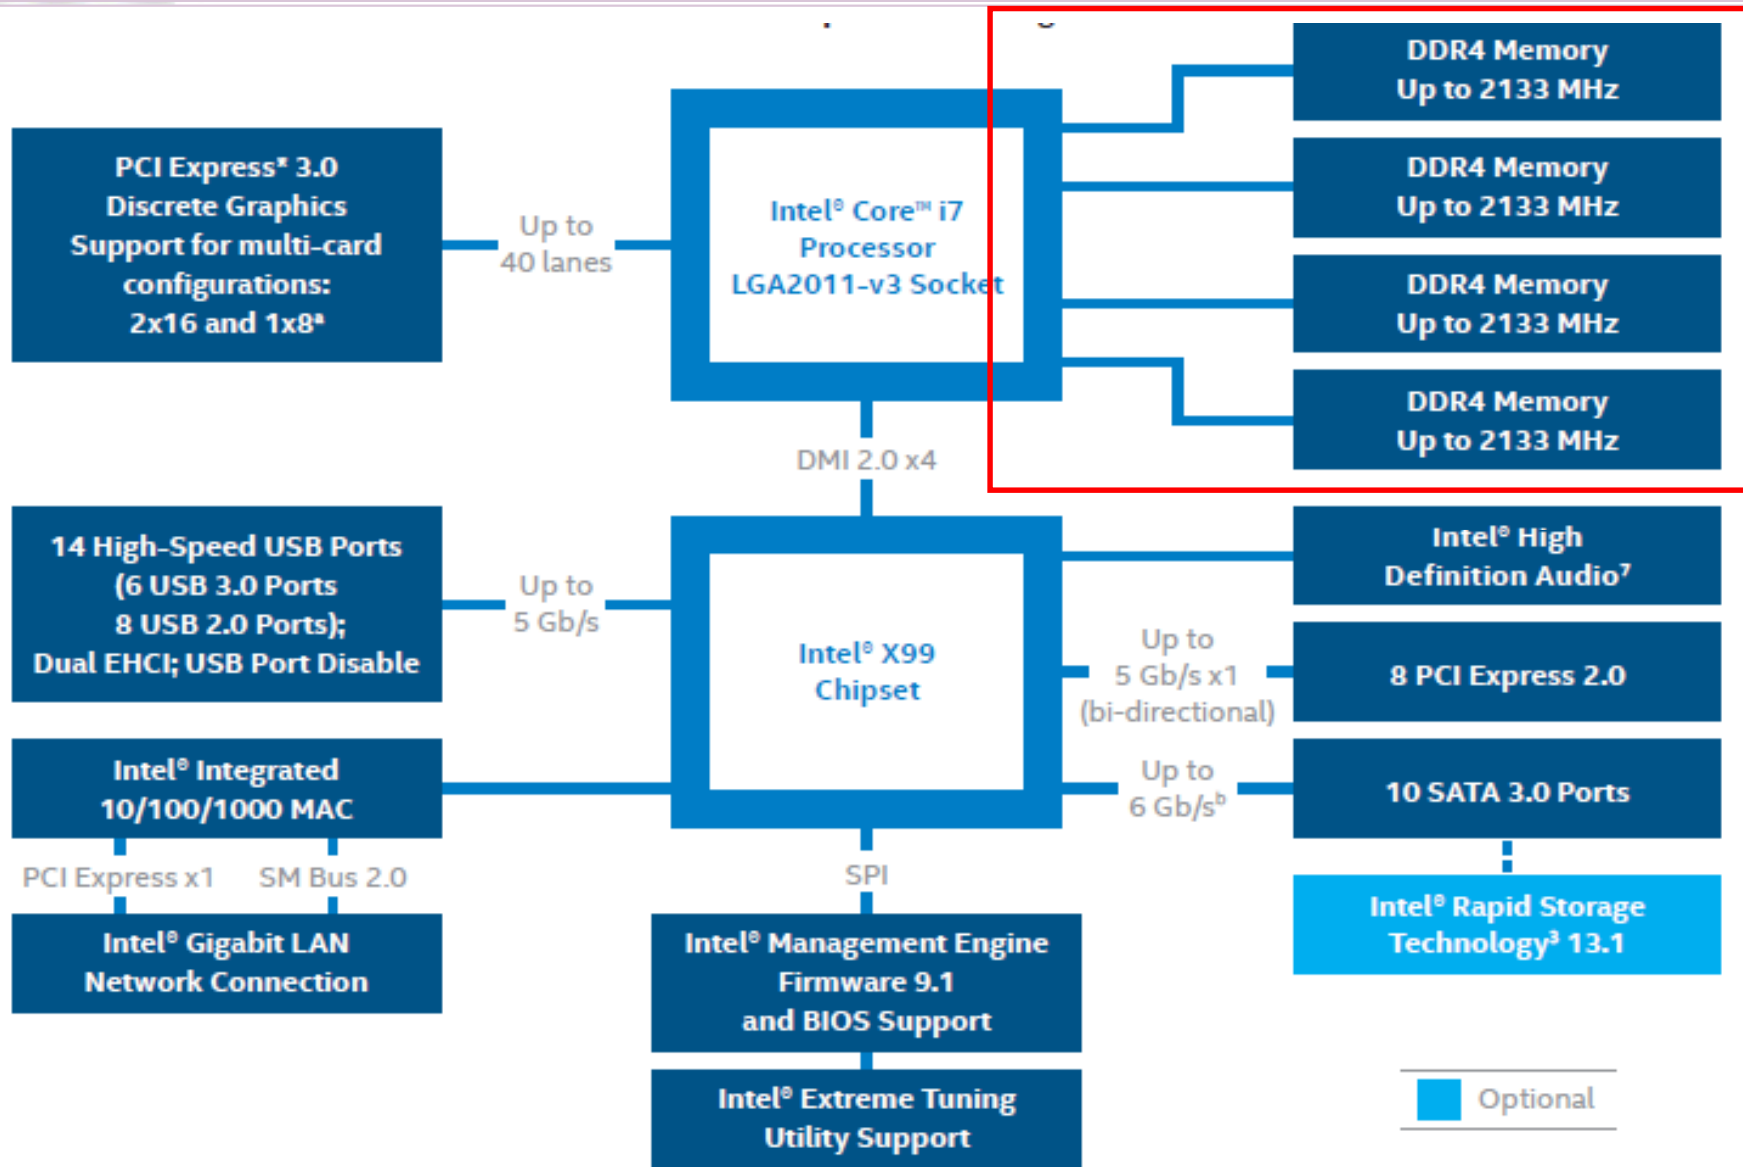 DDR4 Memory
Up to 2133 MHz
DDR4 Memory
Up to 2133 MHz
DDR4 Memory
Up to 2133 MHz
DDR4 Memory
Up to 2133 MHz
PCI Express* 3.0
Discrete Graphics
Support for multi-card
configurations:
2x16 and 1x8ª
Up to
40 lanes
Intel® Core™ i7
Processor
LGA2011-v3 Socket
DMI 2.0 x4
14 High-Speed USB Ports
(6 USB 3.0 Ports
8 USB 2.0 Ports);
Dual EHCI; USB Port Disable
Up to
5 Gb/s
Intel® X99
Chipset
Intel® High
Definition Audio⁷
Up to
5 Gb/s x1
(bi-directional)
8 PCI Express 2.0
Intel® Integrated
10/100/1000 MAC
Up to
6 Gb/sᵇ
10 SATA 3.0 Ports
PCI Express x1
SM Bus 2.0
SPI
Intel® Gigabit LAN
Network Connection
Intel® Management Engine
Firmware 9.1
and BIOS Support
Intel® Rapid Storage
Technology³ 13.1
Intel® Extreme Tuning
Utility Support
Optional